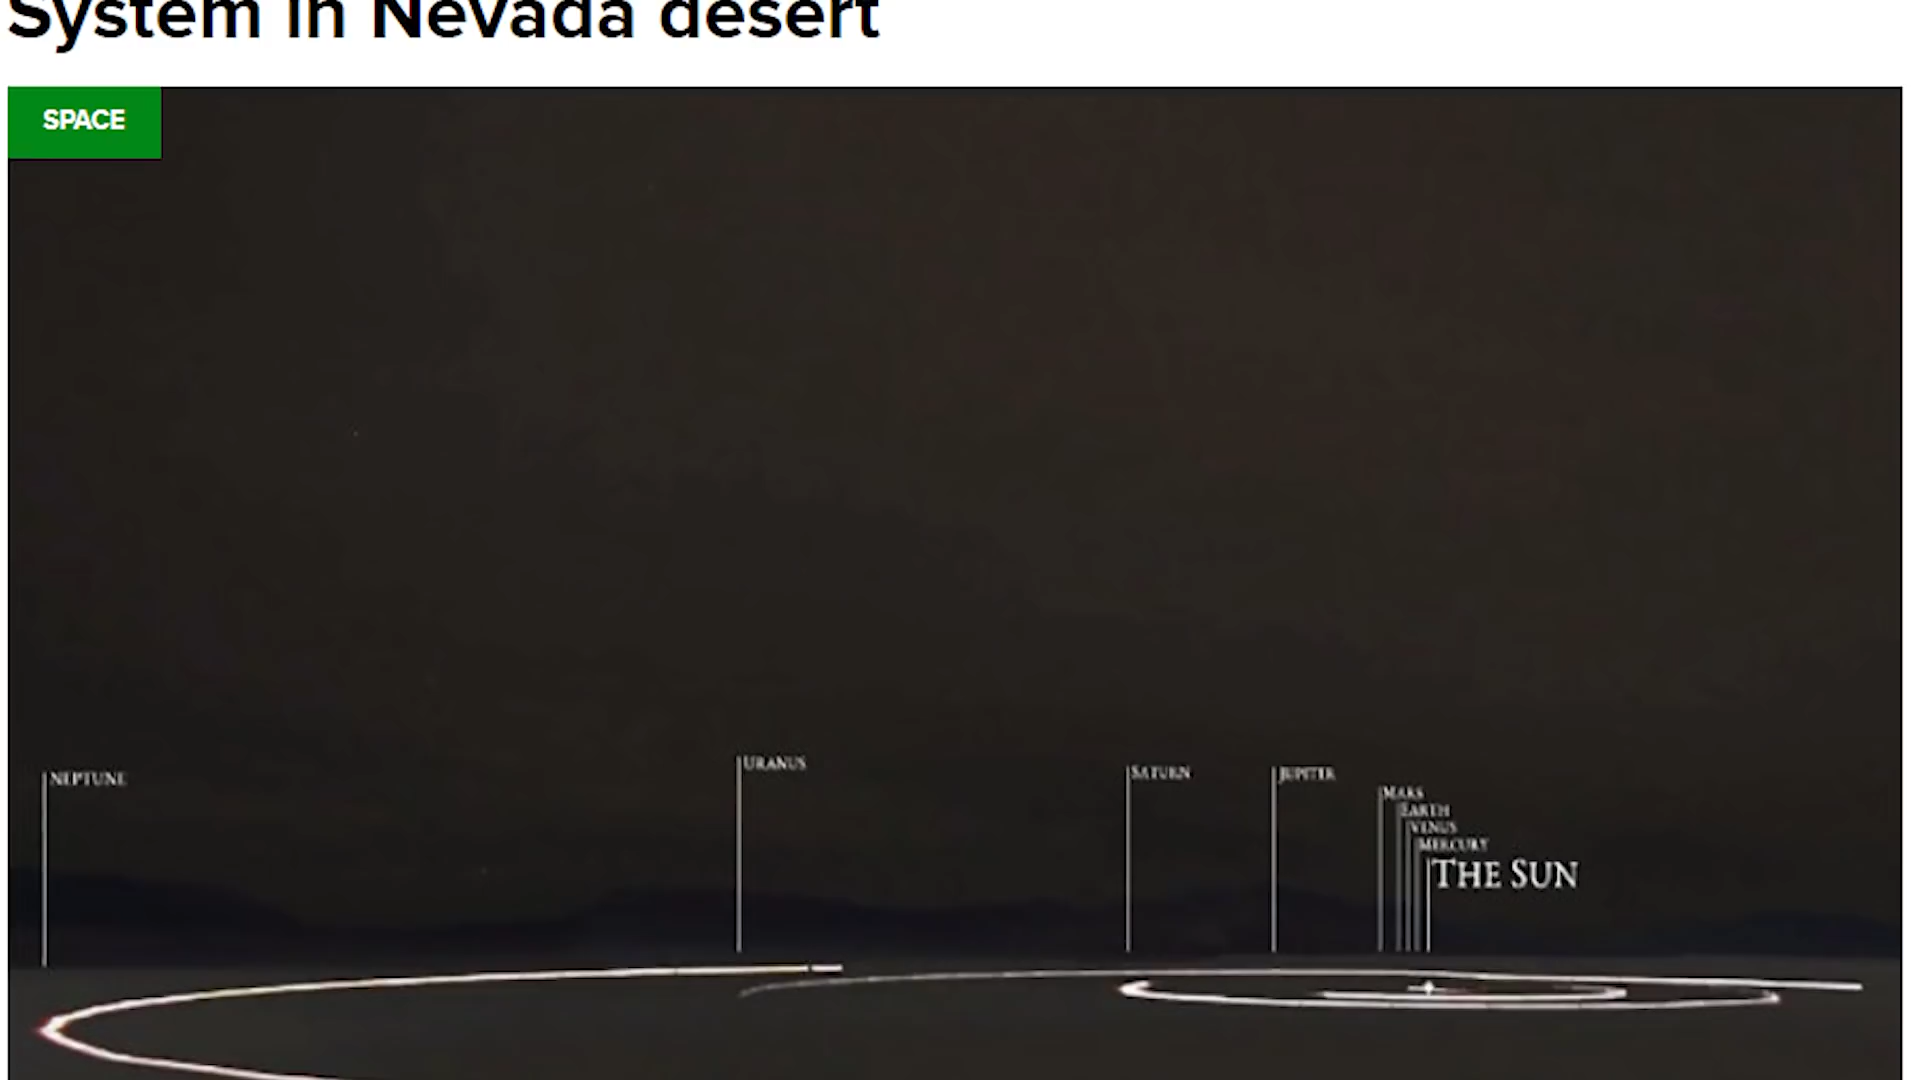 System in Nevada desert
SPACE
NEPTUNE
URANUS
SATURN
JUPITER
MARS
EARTH
VENUS
MERCURY
THE SUN